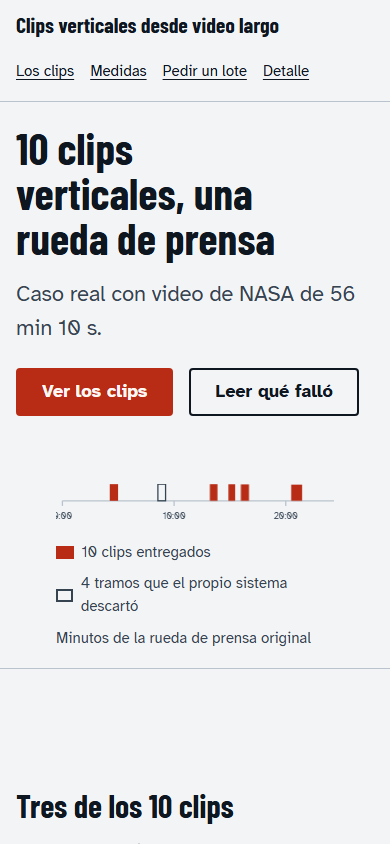 Clips verticales desde video largo
Los clips Medidas Pedir un lote Detalle
10 clips
verticales, una
rueda de prensa
Caso real con video de NASA de 56
min 10 s.
Ver los clips Leer qué falló
:00 10:00 20:00
10 clips entregados
4 tramos que el propio sistema
descartó
Minutos de la rueda de prensa original
Tres de los 10 clips